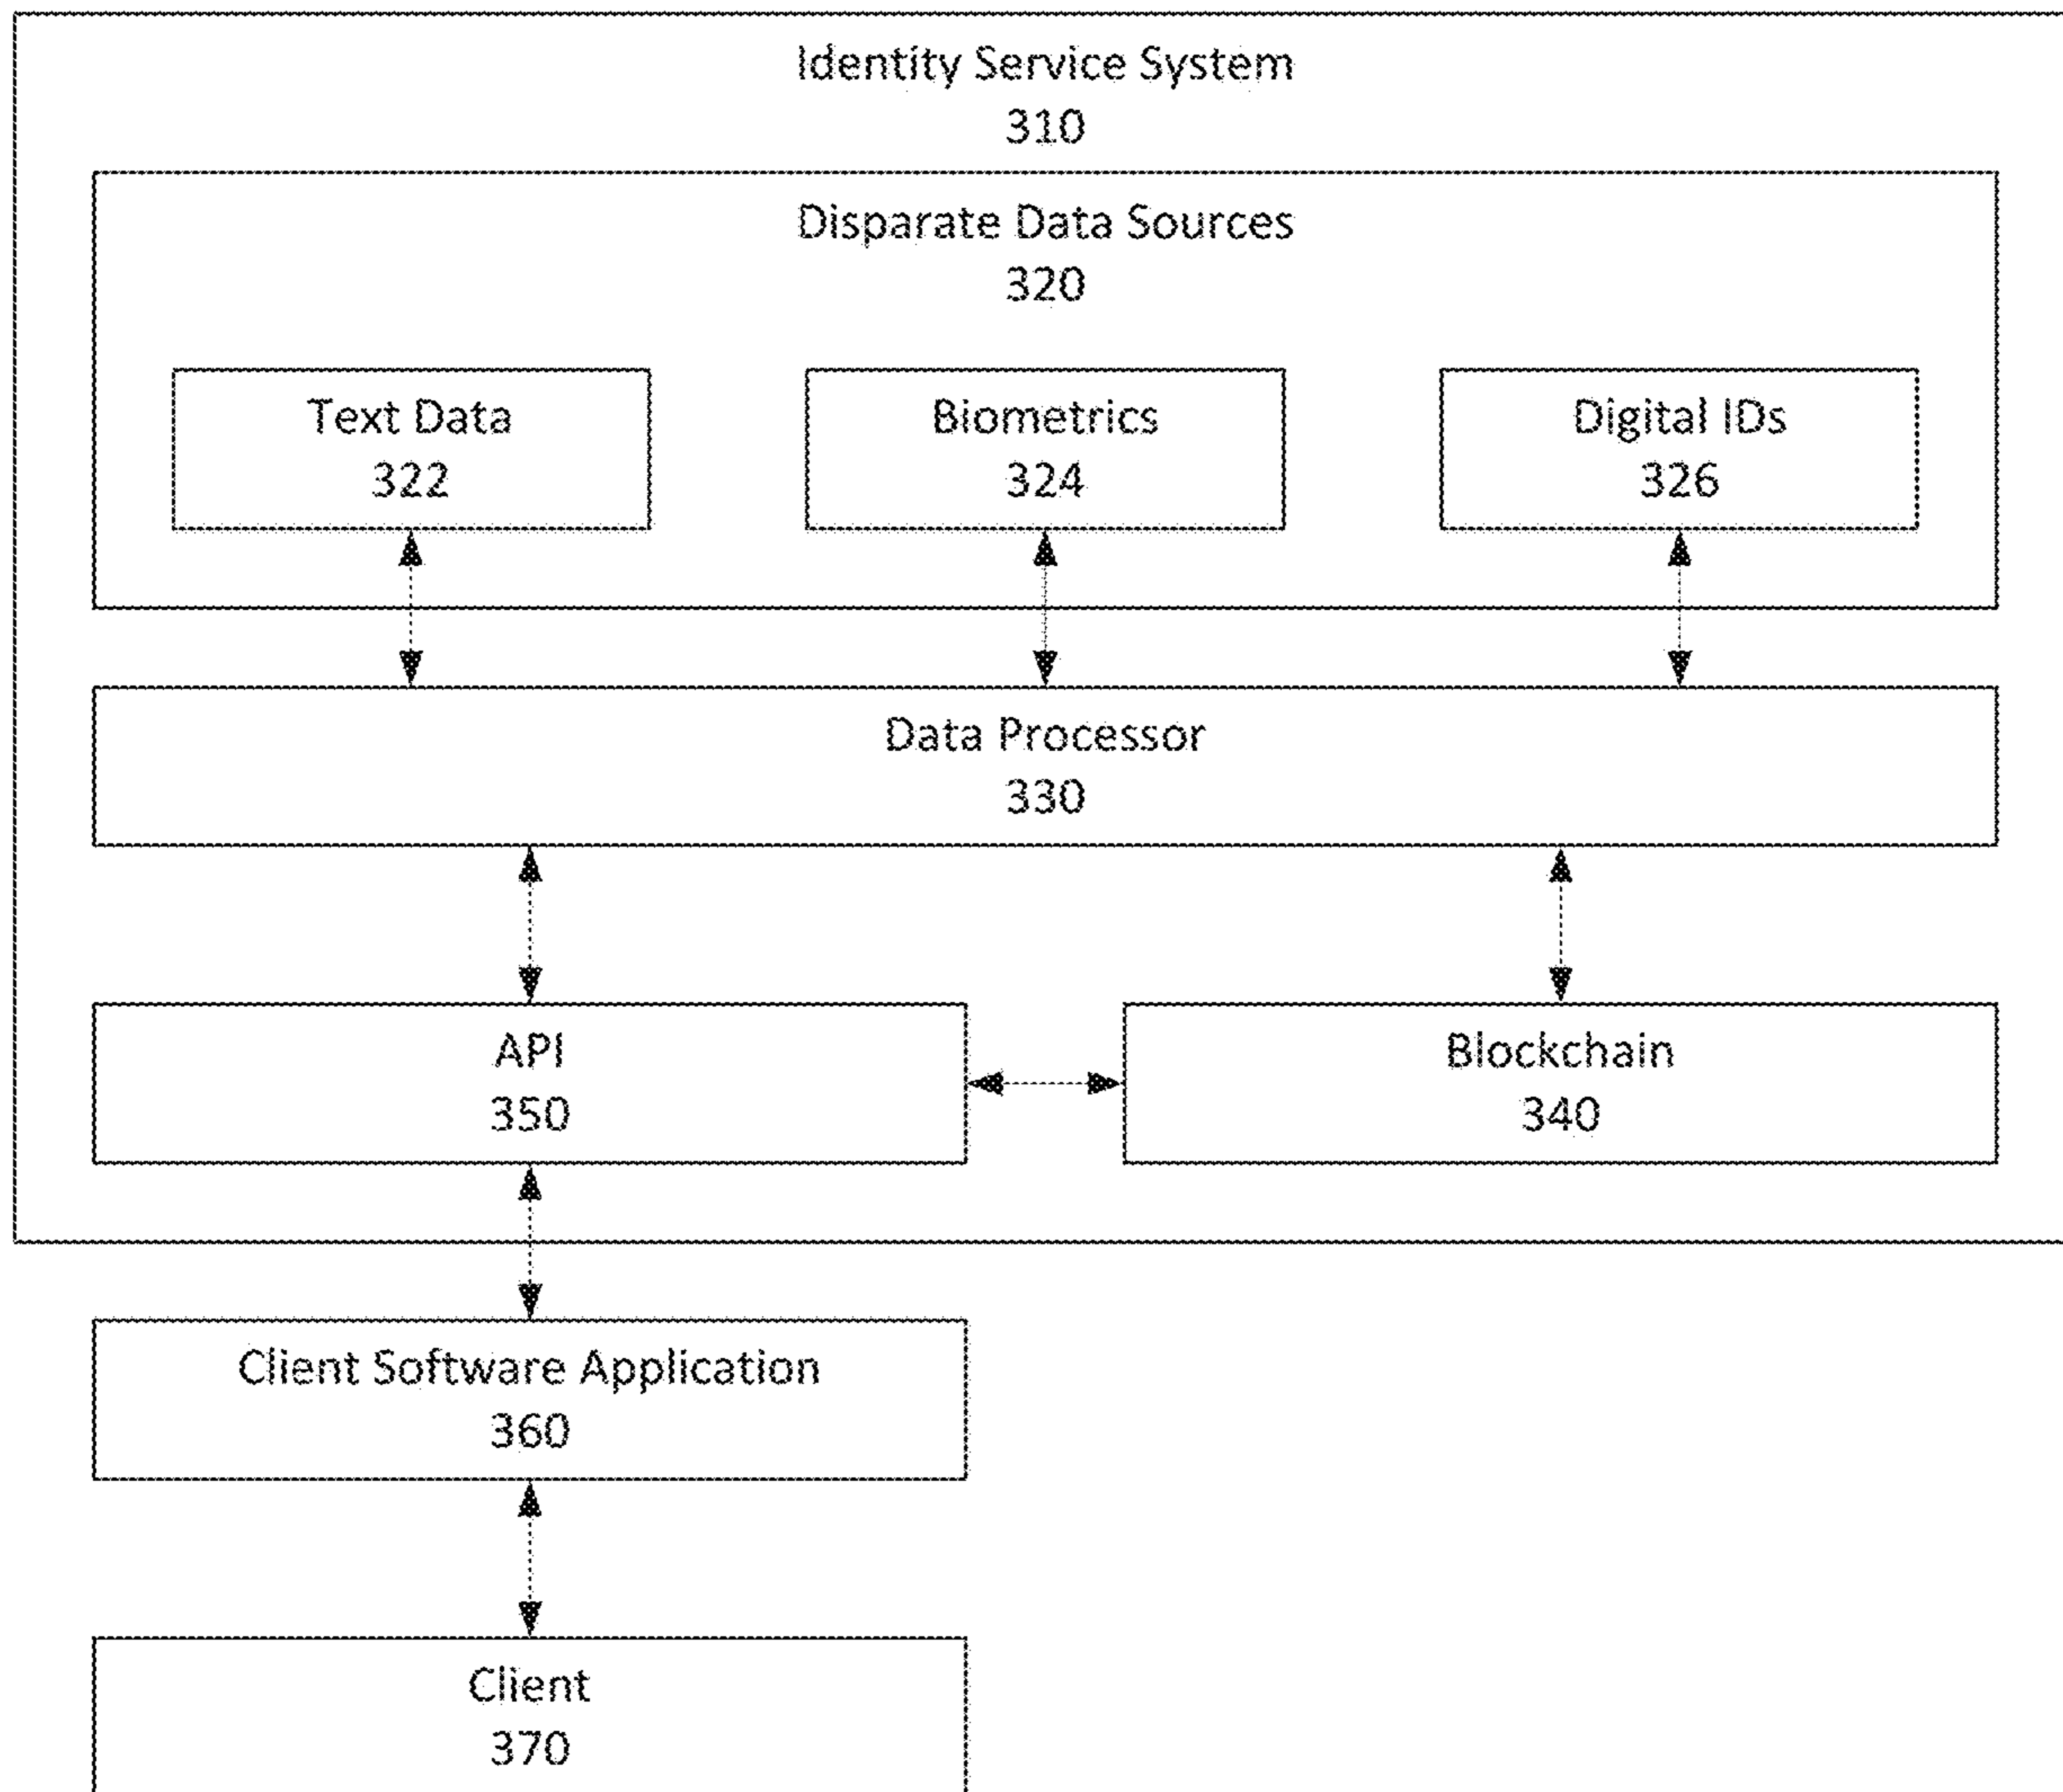 Identity Service System
310
Disparate Data Sources
320
Text Data
322
Biometrics
324
Digital IDs
326
Data Processor
330
API
350
Blockchain
340
Client Software Application
360
Client
370